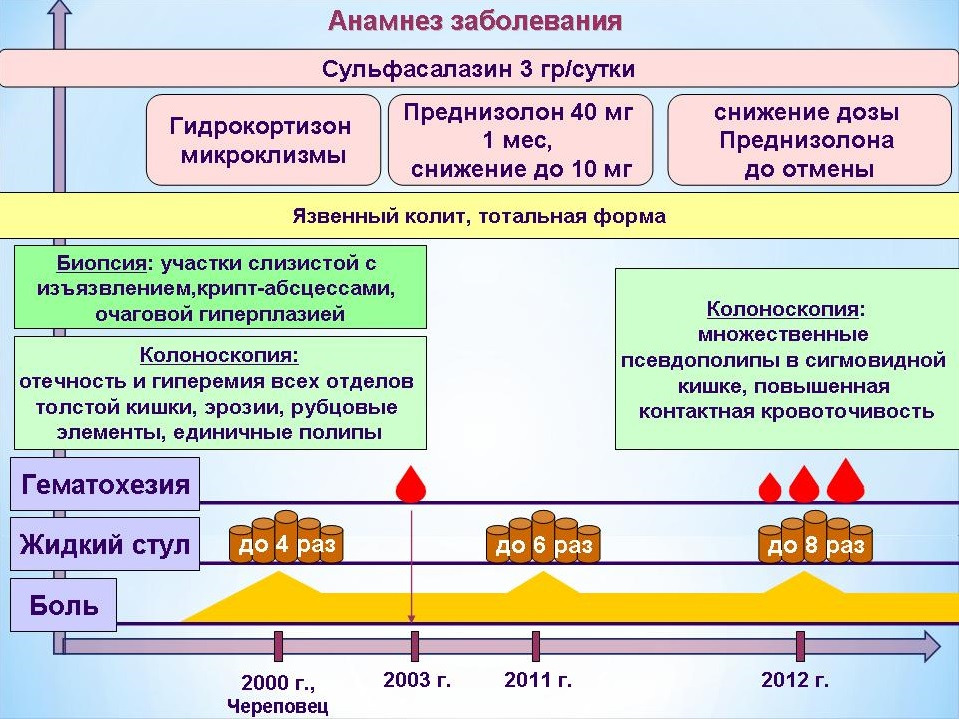 Анамнез заболевания
Сульфасалазин 3 гр/сутки
Гидрокортизон
микроклизмы
Преднизолон 40 мг
1 мес,
снижение до 10 мг
снижение дозы
Преднизолона
до отмены
Язвенный колит, тотальная форма
Биопсия: участки слизистой с
изъязвлением,крипт-абсцессами,
очаговой гиперплазией
Колоноскопия:
отечность и гиперемия всех отделов
толстой кишки, эрозии, рубцовые
элементы, единичные полипы
Колоноскопия:
множественные
псевдополипы в сигмовидной
кишке, повышенная
контактная кровоточивость
Гематохезия
Жидкий стул
до 4 раз
до 6 раз
до 8 раз
Боль
2000 г.,
Череповец
2003 г.
2011 г.
2012 г.